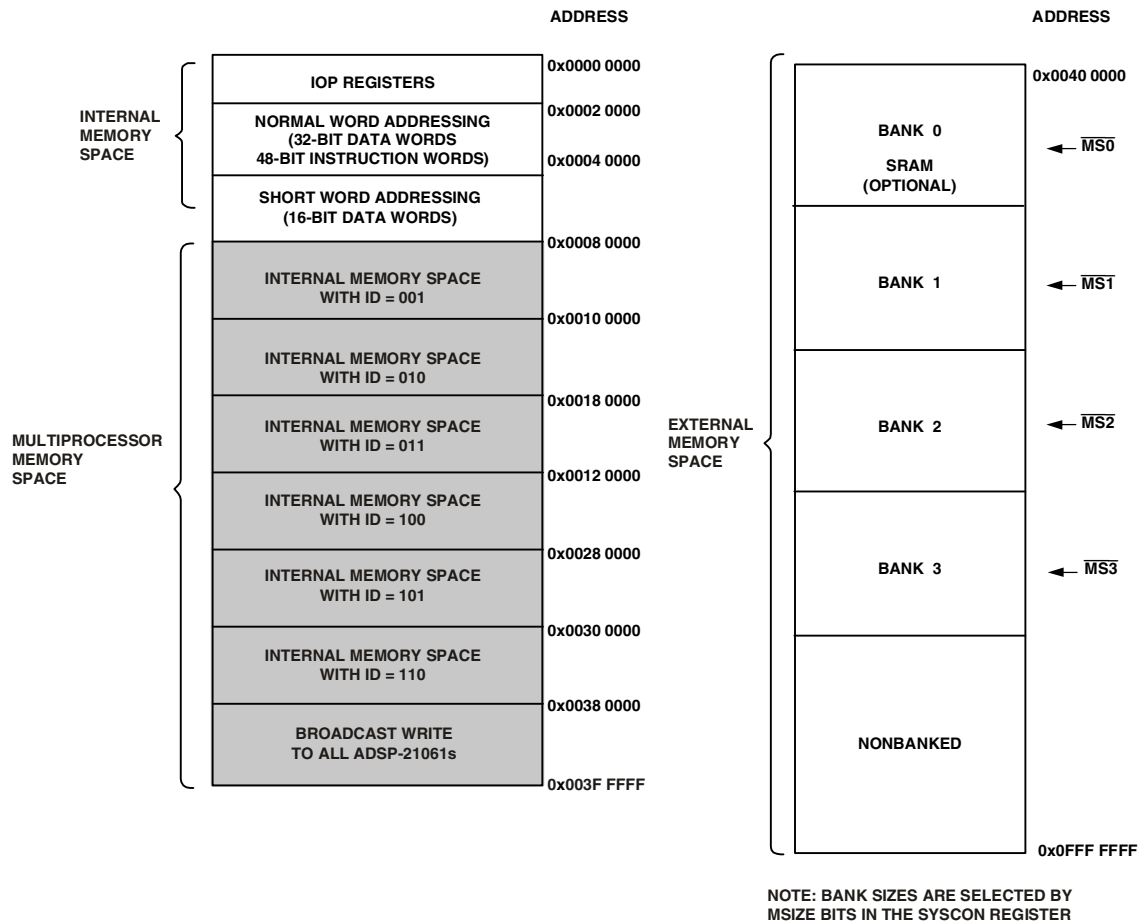 ADDRESS
0x0000 0000
IOP REGISTERS
0x0002 0000
INTERNAL
MEMORY
SPACE
NORMAL WORD ADDRESSING
(32-BIT DATA WORDS
48-BIT INSTRUCTION WORDS)
0x0004 0000
SHORT WORD ADDRESSING
(16-BIT DATA WORDS)
0x0008 0000
INTERNAL MEMORY SPACE
WITH ID = 001
0x0010 0000
INTERNAL MEMORY SPACE
WITH ID = 010
0x0018 0000
MULTIPROCESSOR
MEMORY
SPACE
INTERNAL MEMORY SPACE
WITH ID = 011
0x0012 0000
INTERNAL MEMORY SPACE
WITH ID = 100
0x0028 0000
INTERNAL MEMORY SPACE
WITH ID = 101
0x0030 0000
INTERNAL MEMORY SPACE
WITH ID = 110
0x0038 0000
BROADCAST WRITE
TO ALL ADSP-21061s
0x003F FFFF
ADDRESS
0x0040 0000
BANK 0
MS0
SRAM
(OPTIONAL)
BANK 1
MS1
EXTERNAL
MEMORY
SPACE
BANK 2
MS2
BANK 3
MS3
NONBANKED
0x0FFF FFFF
NOTE: BANK SIZES ARE SELECTED BY
MSIZE BITS IN THE SYSCON REGISTER